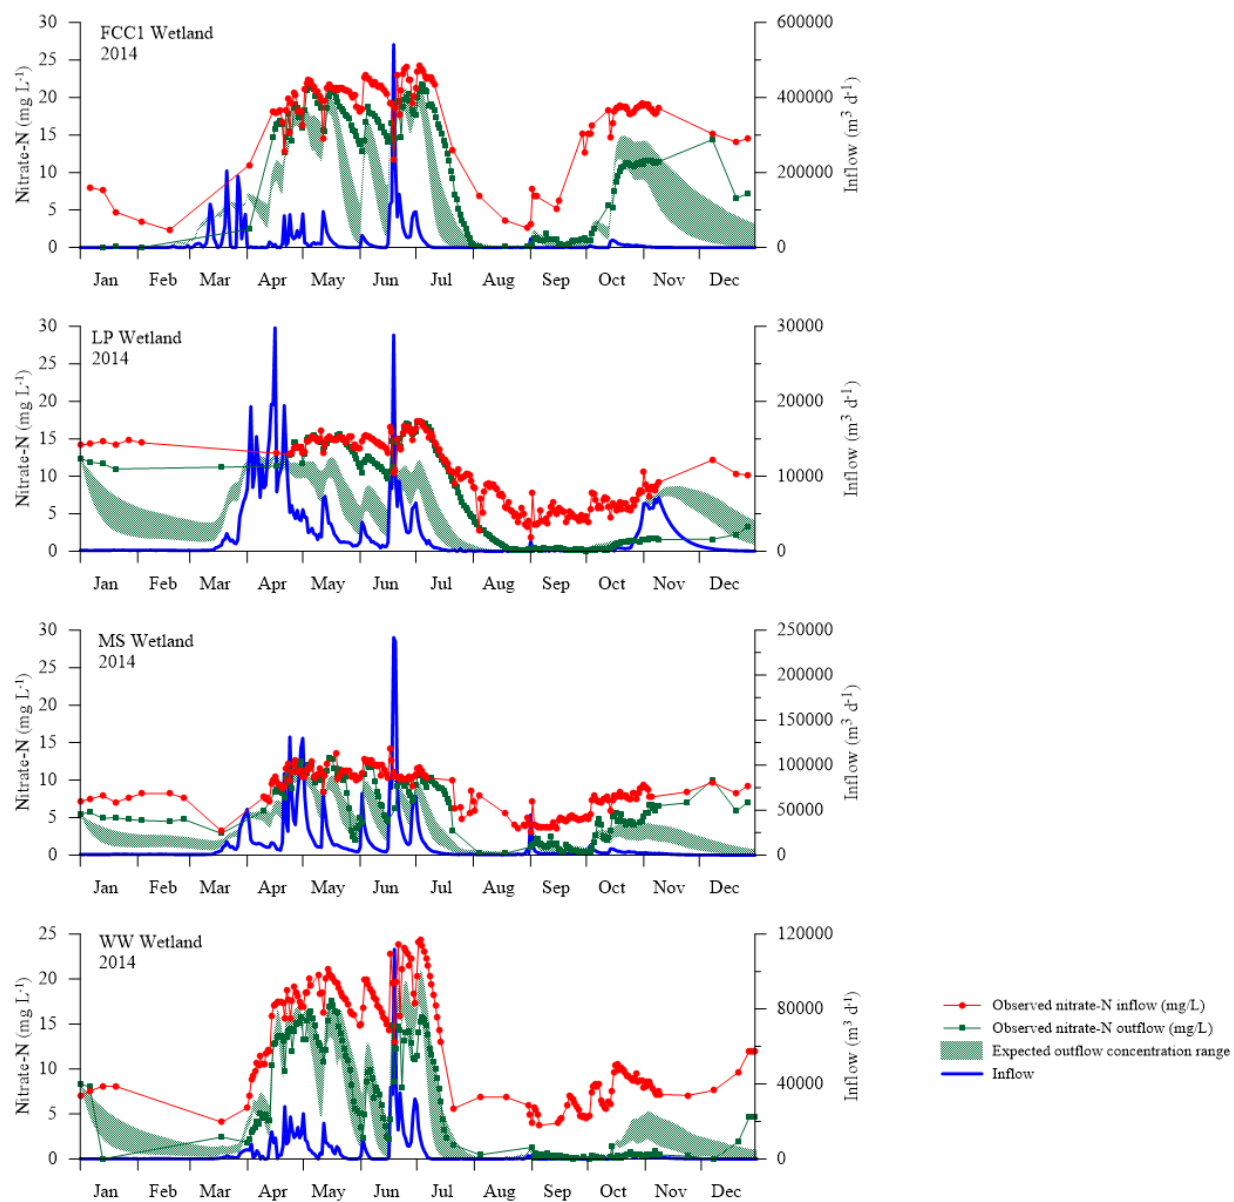 FCC1 Wetland
2014
Nitrate-N (mg L⁻¹)
30
25
20
15
10
5
0
600000
400000
200000
0
Inflow (m³ d⁻¹)
Jan Feb Mar Apr May Jun Jul Aug Sep Oct Nov Dec
LP Wetland
2014
Nitrate-N (mg L⁻¹)
30
25
20
15
10
5
0
30000
20000
10000
0
Inflow (m³ d⁻¹)
Jan Feb Mar Apr May Jun Jul Aug Sep Oct Nov Dec
MS Wetland
2014
Nitrate-N (mg L⁻¹)
30
25
20
15
10
5
0
250000
200000
150000
100000
50000
0
Inflow (m³ d⁻¹)
Jan Feb Mar Apr May Jun Jul Aug Sep Oct Nov Dec
WW Wetland
2014
Nitrate-N (mg L⁻¹)
25
20
15
10
5
0
120000
80000
40000
0
Inflow (m³ d⁻¹)
Jan Feb Mar Apr May Jun Jul Aug Sep Oct Nov Dec
Observed nitrate-N inflow (mg/L)
Observed nitrate-N outflow (mg/L)
Expected outflow concentration range
Inflow